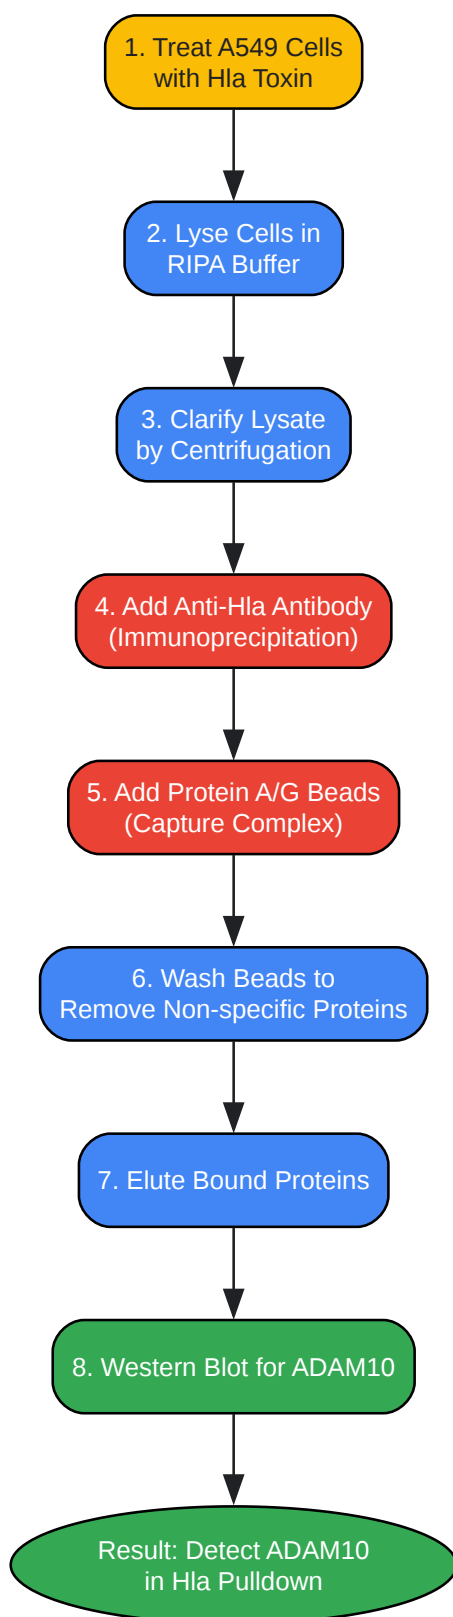 1. Treat A549 Cells
with Hla Toxin
2. Lyse Cells in
RIPA Buffer
3. Clarify Lysate
by Centrifugation
4. Add Anti-Hla Antibody
(Immunoprecipitation)
5. Add Protein A/G Beads
(Capture Complex)
6. Wash Beads to
Remove Non-specific Proteins
7. Elute Bound Proteins
8. Western Blot for ADAM10
Result: Detect ADAM10
in Hla Pulldown